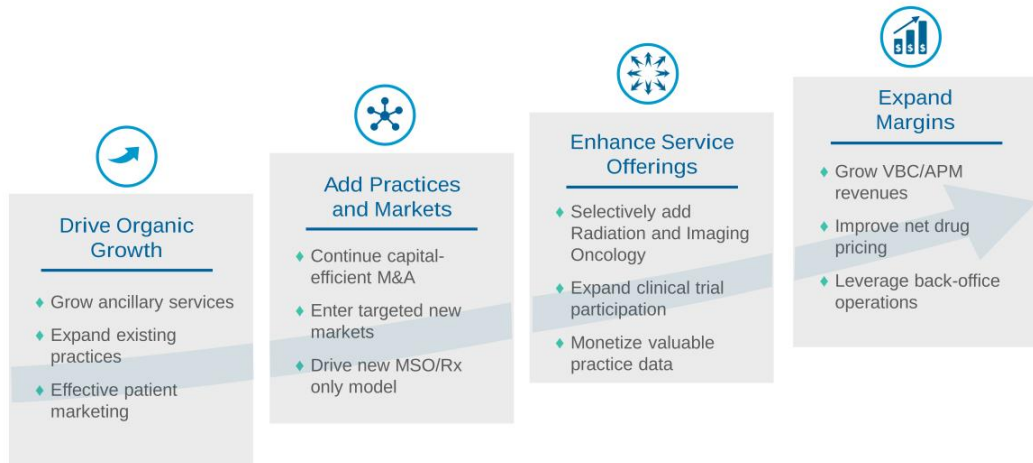 Drive Organic
Growth
Grow ancillary services
Expand existing
practices
Effective patient
marketing
Add Practices
and Markets
Continue capital-
efficient M&A
Enter targeted new
markets
Drive new MSO/Rx
only model
Enhance Service
Offerings
Selectively add
Radiation and Imaging
Oncology
Expand clinical trial
participation
Monetize valuable
practice data
$ $ $
Expand
Margins
Grow VBC/APM
revenues
Improve net drug
pricing
Leverage back-office
operations